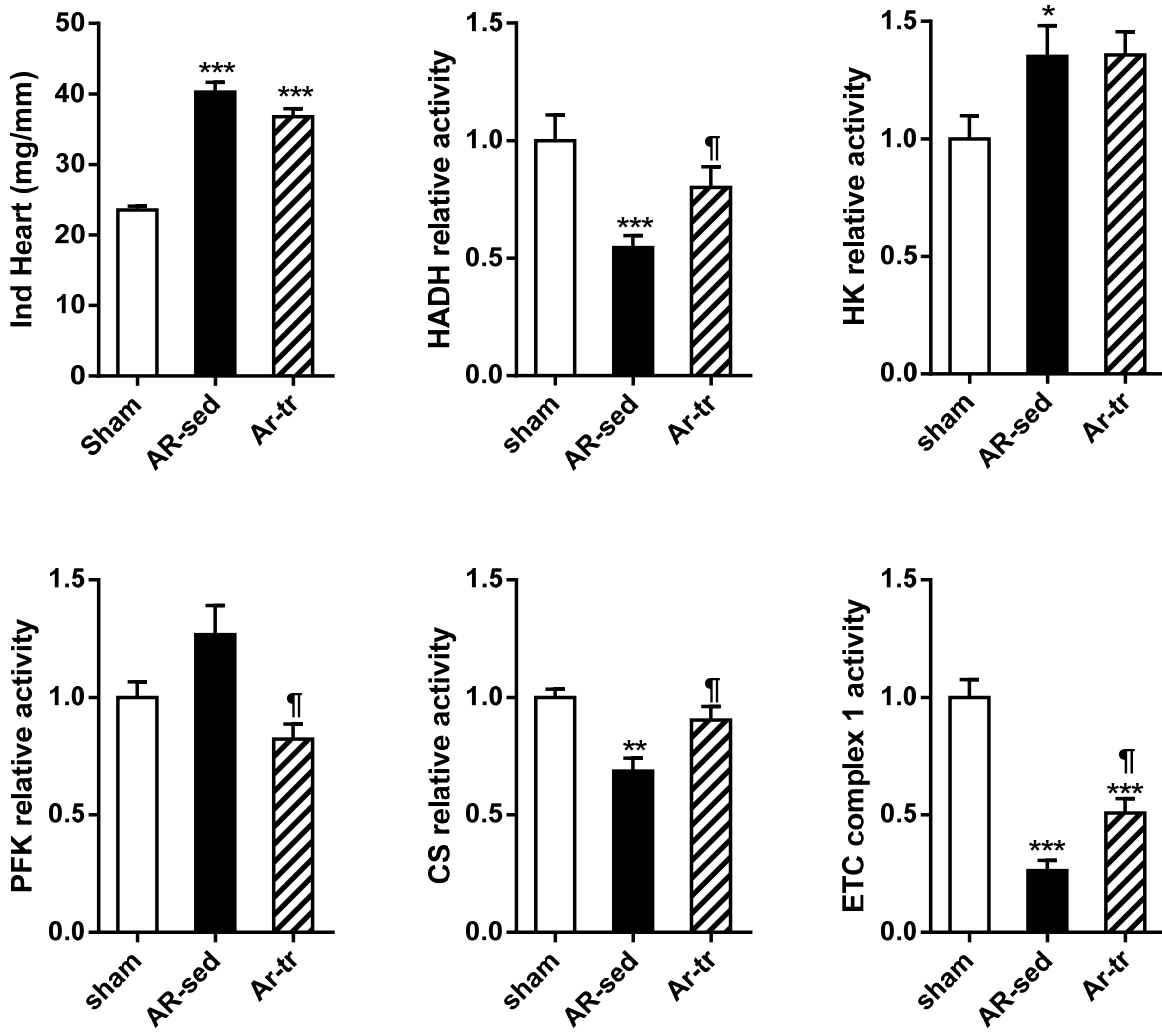 Ind Heart (mg/mm)
50
40
30
20
10
0
***
***
Sham
AR-sed
Ar-tr
HADH relative activity
1.5
1.0
0.5
0.0
***
¶
sham
AR-sed
Ar-tr
HK relative activity
1.5
1.0
0.5
0.0
*
sham
AR-sed
Ar-tr
PFK relative activity
1.5
1.0
0.5
0.0
¶
sham
AR-sed
Ar-tr
CS relative activity
1.5
1.0
0.5
0.0
**
¶
sham
AR-sed
Ar-tr
ETC complex 1 activity
1.5
1.0
0.5
0.0
***
¶
***
sham
AR-sed
Ar-tr